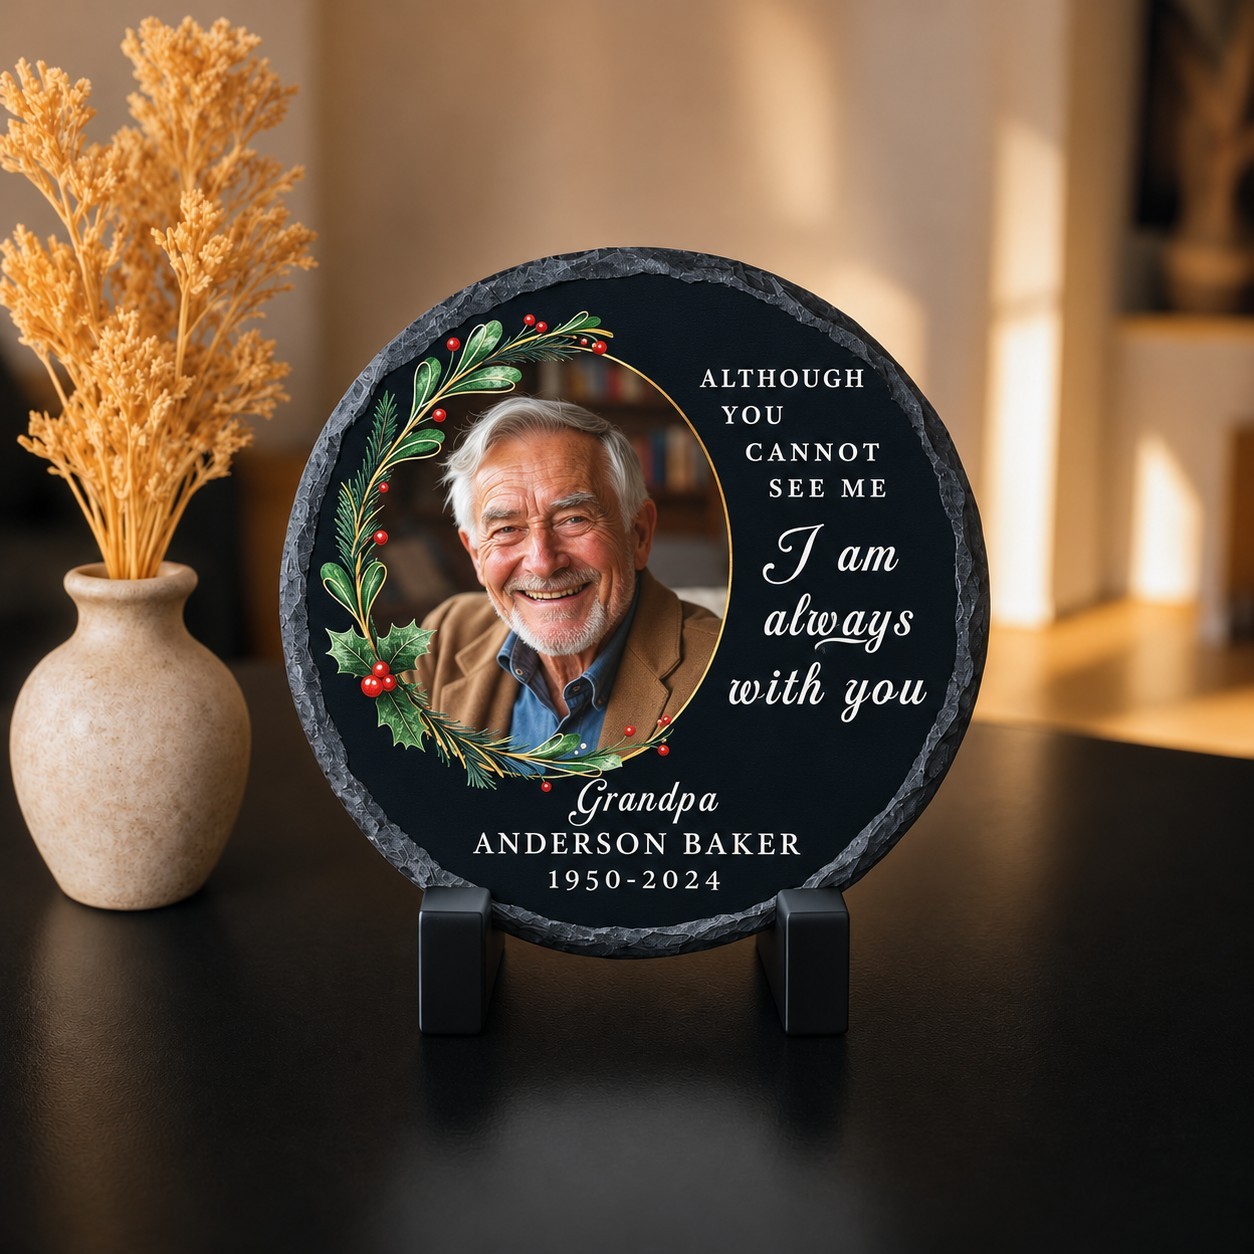 ALTHOUGH
YOU
CANNOT
SEE ME
I am
always
with you
Grandpa
ANDERSON BAKER
1950-2024